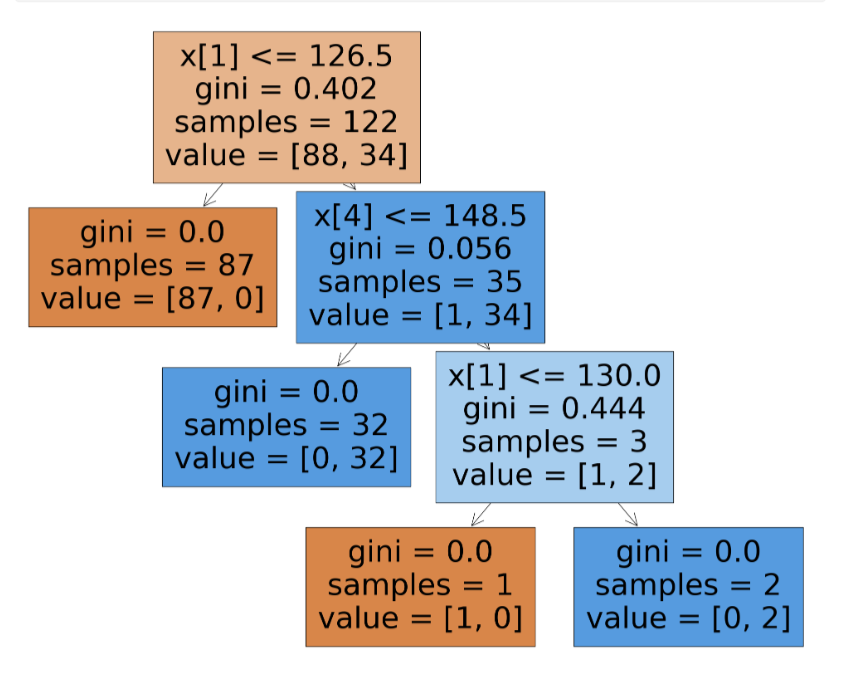 x[1] <= 126.5
gini = 0.402
samples = 122
value = [88, 34]
gini = 0.0
samples = 87
value = [87, 0]
x[4] <= 148.5
gini = 0.056
samples = 35
value = [1, 34]
gini = 0.0
samples = 32
value = [0, 32]
x[1] <= 130.0
gini = 0.444
samples = 3
value = [1, 2]
gini = 0.0
samples = 1
value = [1, 0]
gini = 0.0
samples = 2
value = [0, 2]